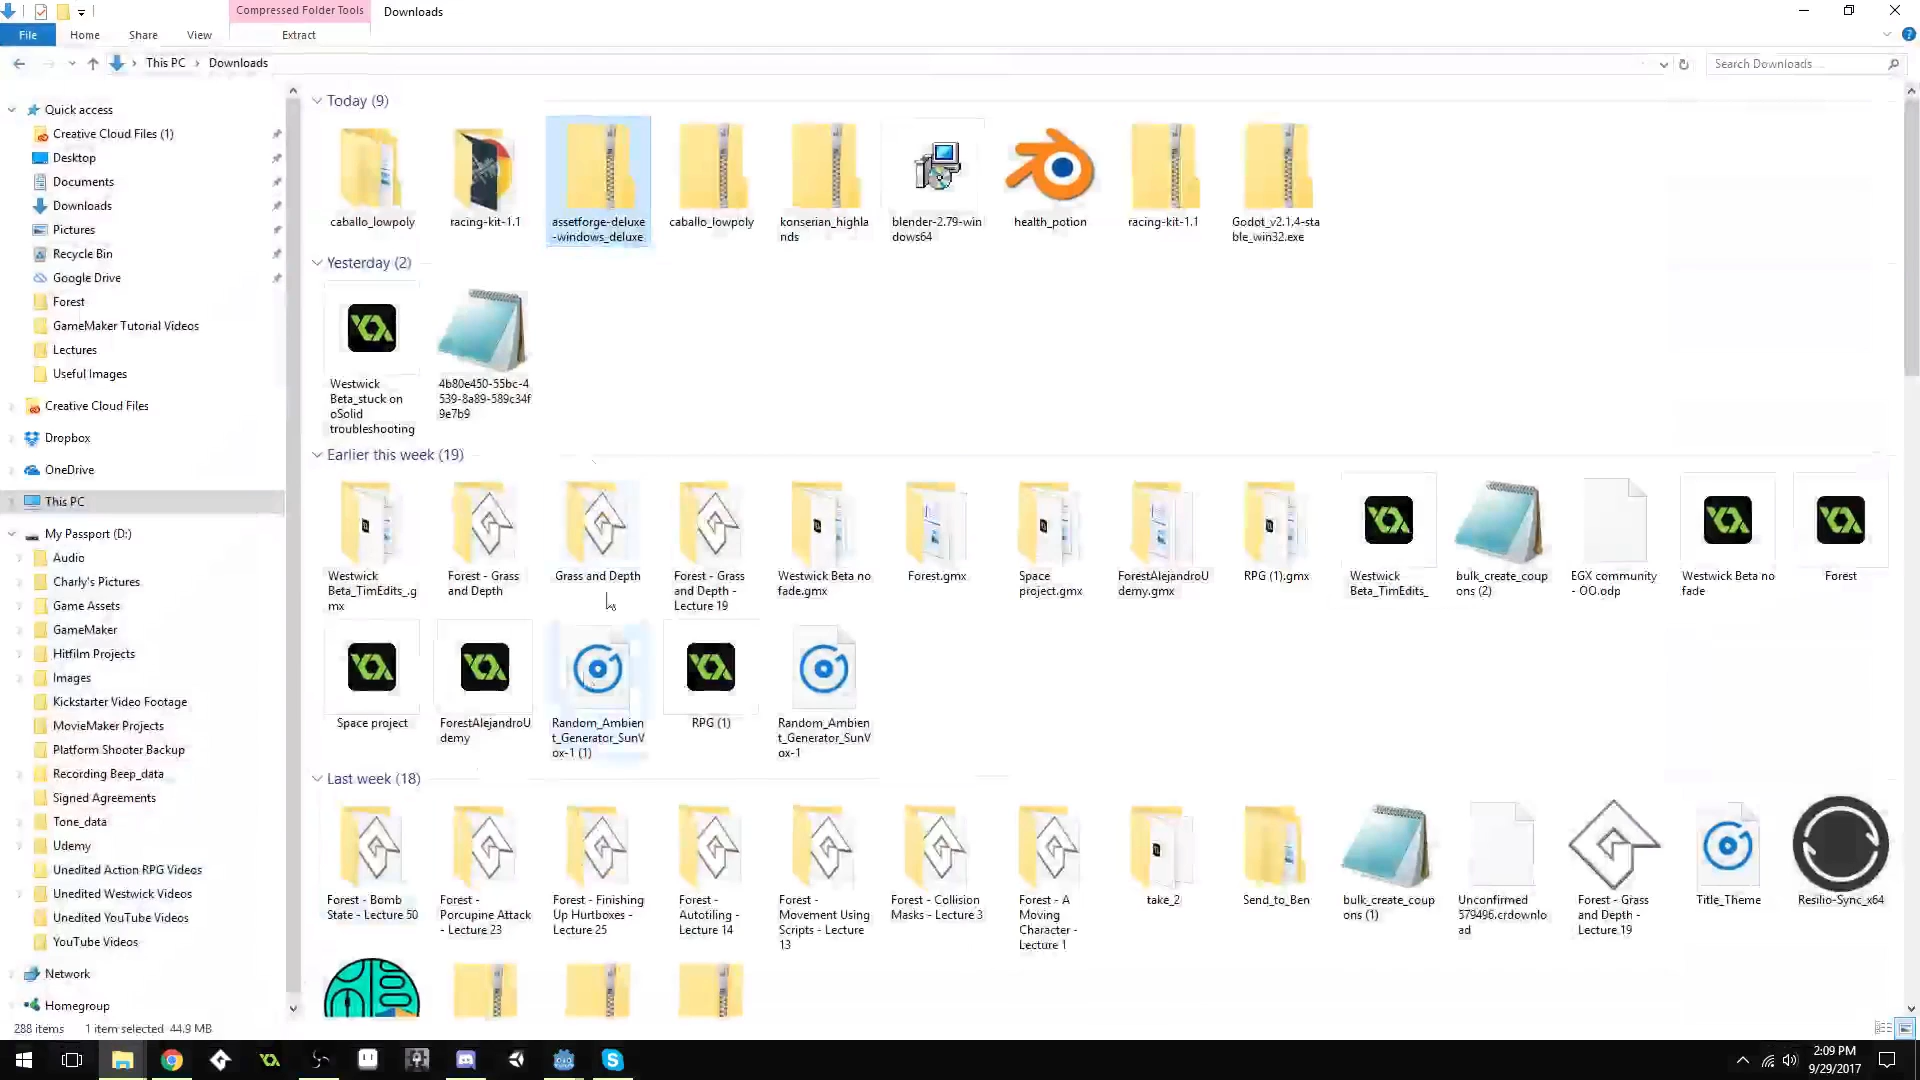 Compressed Folder Tools
Downloads
File
Home
Share
View
Extract
This PC
Downloads
Search Downloads
Quick access
Creative Cloud Files (1)
Desktop
Documents
Downloads
Pictures
Recycle Bin
Google Drive
Forest
GameMaker Tutorial Videos
Lectures
Useful Images
Creative Cloud Files
Dropbox
OneDrive
This PC
My Passport (D:)
Audio
Charly's Pictures
Game Assets
GameMaker
Hitfilm Projects
Images
Kickstarter Video Footage
MovieMaker Projects
Platform Shooter Backup
Recording Beep_data
Signed Agreements
Tone_data
Udemy
Unedited Action RPG Videos
Unedited Westwick Videos
Unedited YouTube Videos
YouTube Videos
Network
Homegroup
Today (9)
caballo_lowpoly
racing-kit-1.1
assetforge-deluxe
-windows_deluxe
caballo_lowpoly
konserian_highla
nds
blender-2.79-win
dows64
health_potion
racing-kit-1.1
Godot_v2.1.4-sta
ble_win32.exe
Yesterday (2)
Westwick
Beta_stuck on
oSolid
troubleshooting
4b80e450-55bc-4
539-8a89-589c34f
9e7b9
Earlier this week (19)
Westwick
Beta_TimEdits_.g
mx
Forest - Grass
and Depth
Grass and Depth
Forest - Grass
and Depth -
Lecture 19
Westwick Beta no
fade.gmx
Forest.gmx
Space
project.gmx
ForestAlejandroU
demy.gmx
RPG (1).gmx
Westwick
Beta_TimEdits_
bulk_create_coup
ons (2)
EGX community
- OO.odp
Westwick Beta no
fade
Forest
Space project
ForestAlejandroU
demy
Random_Ambien
t_Generator_SunV
ox-1 (1)
RPG (1)
Random_Ambien
t_Generator_SunV
ox-1
Last week (18)
Forest - Bomb
State - Lecture 50
Forest -
Porcupine Attack
- Lecture 23
Forest - Finishing
Up Hurtboxes -
Lecture 25
Forest -
Autotiling -
Lecture 14
Forest -
Movement Using
Scripts - Lecture
13
Forest - Collision
Masks - Lecture 3
Forest - A
Moving
Character -
Lecture 1
take_2
Send_to_Ben
bulk_create_coup
ons (1)
Unconfirmed
579496.crdownlo
ad
Forest - Grass
and Depth -
Lecture 19
Title_Theme
Resilio-Sync_x64
288 items
1 item selected 44.9 MB
2:09 PM
9/29/2017